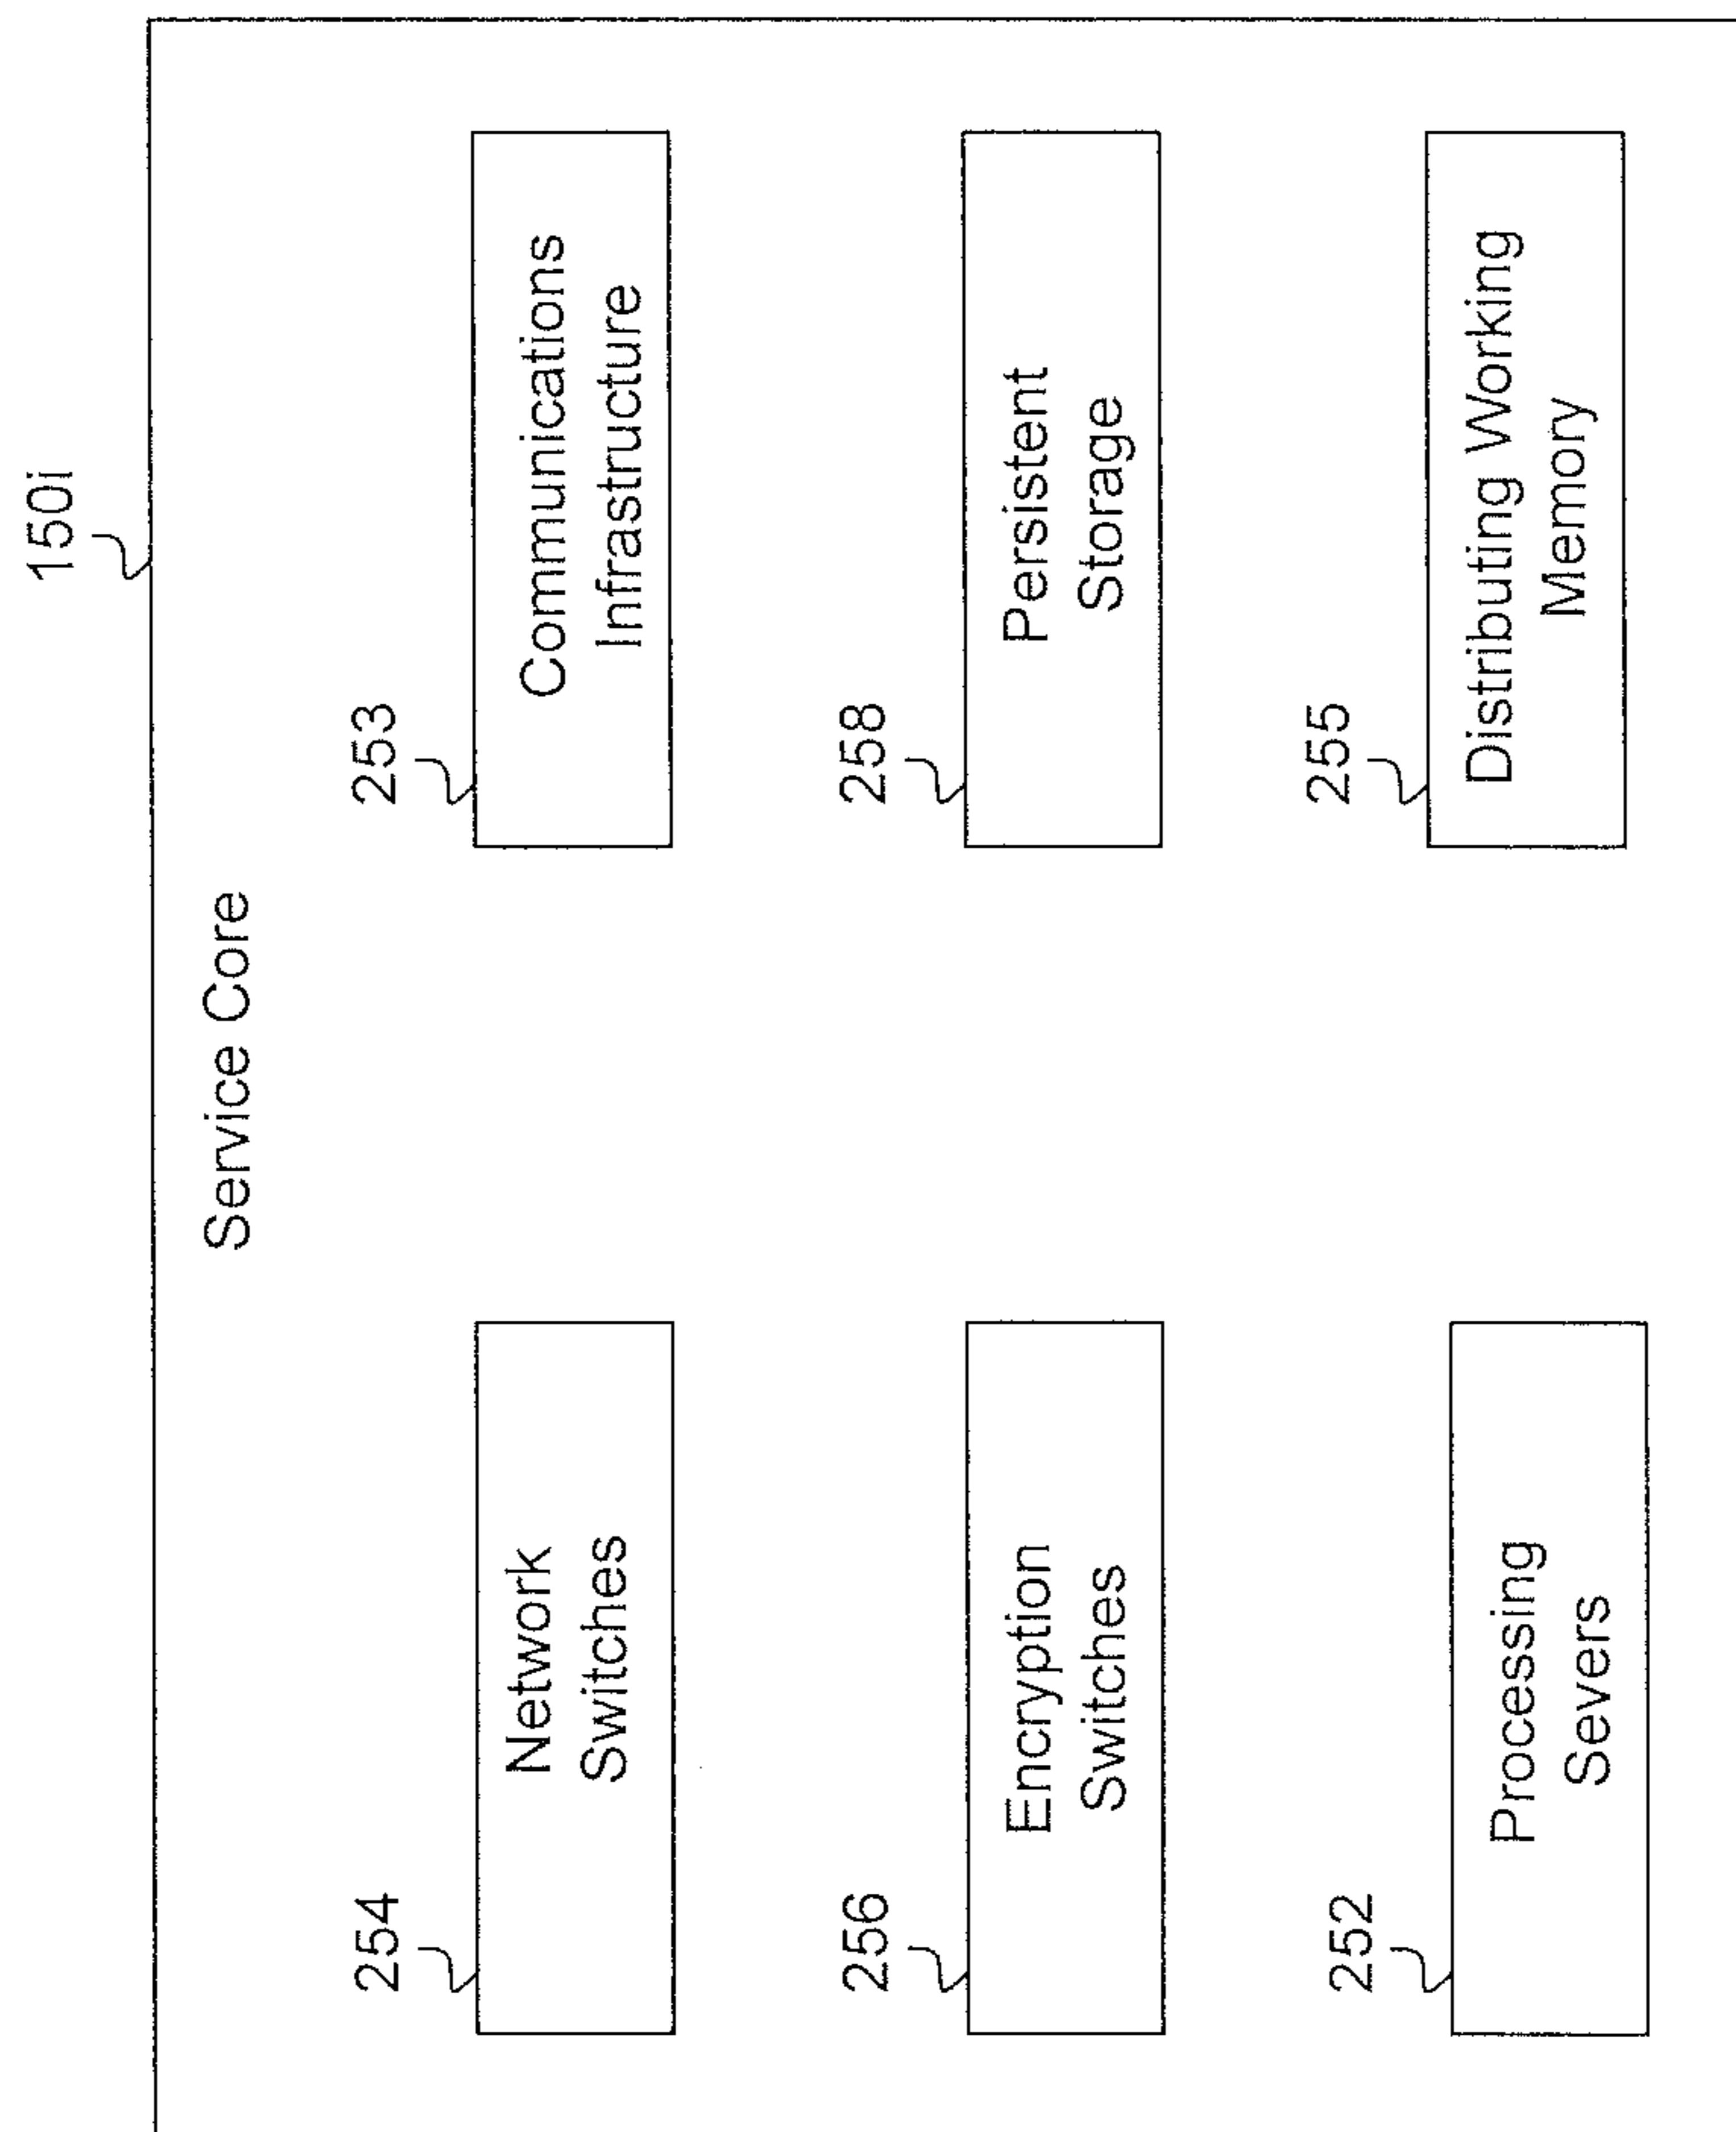 150i
Service Core
254
Network
Switches
253
Communications
Infrastructure
256
Encryption
Switches
258
Persistent
Storage
252
Processing
Severs
255
Distributing Working
Memory